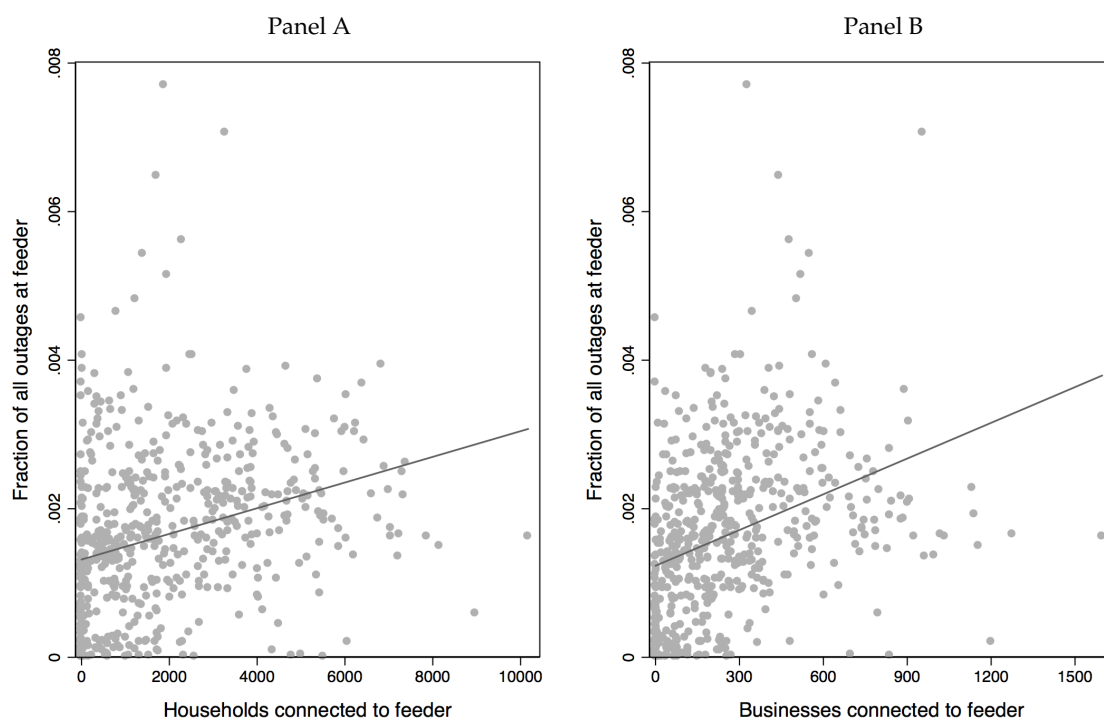 Panel A
Fraction of all outages at feeder
.008
.006
.004
.002
0
0 2000 4000 6000 8000 10000
Households connected to feeder
Panel B
Fraction of all outages at feeder
.008
.006
.004
.002
0
0 300 600 900 1200 1500
Businesses connected to feeder